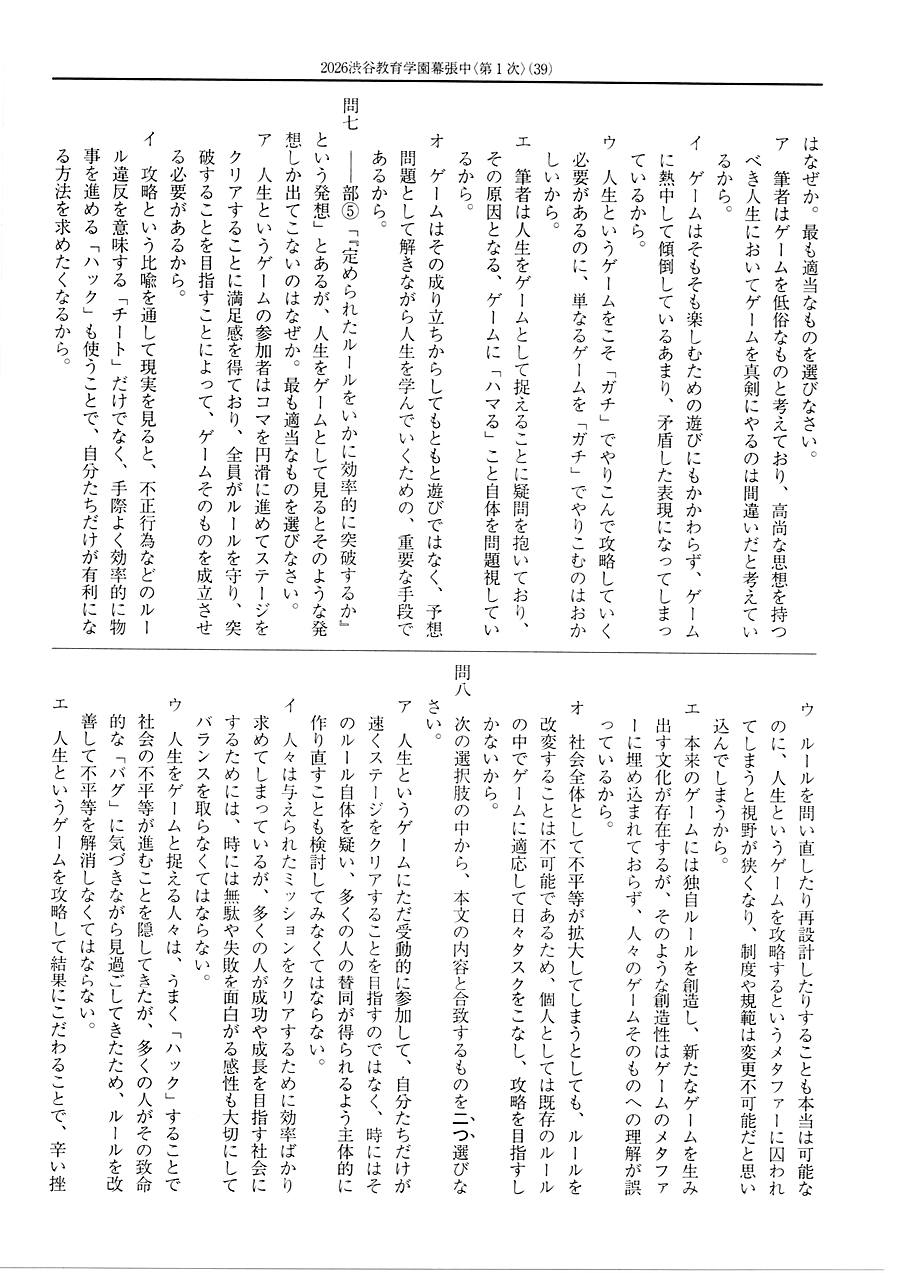 2026渋谷教育学園幕張中〈第1次〉(39)
はなぜか。最も適当なものを選びなさい。
ア　筆者はゲームを低俗なものと考えており、高尚な思想を持つ
べき人生においてゲームを真剣にやるのは間違いだと考えてい
るから。
イ　ゲームはそもそも楽しむための遊びにもかかわらず、ゲーム
に熱中して傾倒しているあまり、矛盾した表現になってしまっ
ているから。
ウ　人生というゲームをこそ「ガチ」でやりこんで攻略していく
必要があるのに、単なるゲームを「ガチ」でやりこむのはおか
しいから。
エ　筆者は人生をゲームとして捉えることに疑問を抱いており、
その原因となる、ゲームに「ハマる」こと自体を問題視してい
るから。
オ　ゲームはその成り立ちからしてもともと遊びではなく、予想
問題として解きながら人生を学んでいくための、重要な手段で
あるから。
問七　――部⑤「『定められたルールをいかに効率的に突破するか』
という発想」とあるが、人生をゲームとして見るとそのような発
想しか出てこないのはなぜか。最も適当なものを選びなさい。
ア　人生というゲームの参加者はコマを円滑に進めてステージを
クリアすることに満足感を得ており、全員がルールを守り、突
破することを目指すことによって、ゲームそのものを成立させ
る必要があるから。
イ　攻略という比喩を通して現実を見ると、不正行為などのルー
ル違反を意味する「チート」だけでなく、手際よく効率的に物
事を進める「ハック」も使うことで、自分たちだけが有利にな
る方法を求めたくなるから。
ウ　ルールを問い直したり再設計したりすることも本当は可能な
のに、人生というゲームを攻略するというメタファーに囚われ
てしまうと視野が狭くなり、制度や規範は変更不可能だと思い
込んでしまうから。
エ　本来のゲームには独自ルールを創造し、新たなゲームを生み
出す文化が存在するが、そのような創造性はゲームのメタファ
ーに埋め込まれておらず、人々のゲームそのものへの理解が誤
っているから。
オ　社会全体として不平等が拡大してしまうとしても、ルールを
改変することは不可能であるため、個人としては既存のルール
の中でゲームに適応して日々タスクをこなし、攻略を目指すし
かないから。
問八　次の選択肢の中から、本文の内容と合致するものを二つ選びな
さい。
ア　人生というゲームにただ受動的に参加して、自分たちだけが
速くステージをクリアすることを目指すのではなく、時にはそ
のルール自体を疑い、多くの人の賛同が得られるよう主体的に
作り直すことも検討してみなくてはならない。
イ　人々は与えられたミッションをクリアするために効率ばかり
求めてしまっているが、多くの人が成功や成長を目指す社会に
するためには、時には無駄や失敗を面白がる感性も大切にして
バランスを取らなくてはならない。
ウ　人生をゲームと捉える人々は、うまく「ハック」することで
社会の不平等が進むことを隠してきたが、多くの人がその致命
的な「バグ」に気づきながら見過ごしてきたため、ルールを改
善して不平等を解消しなくてはならない。
エ　人生というゲームを攻略して結果にこだわることで、辛い挫